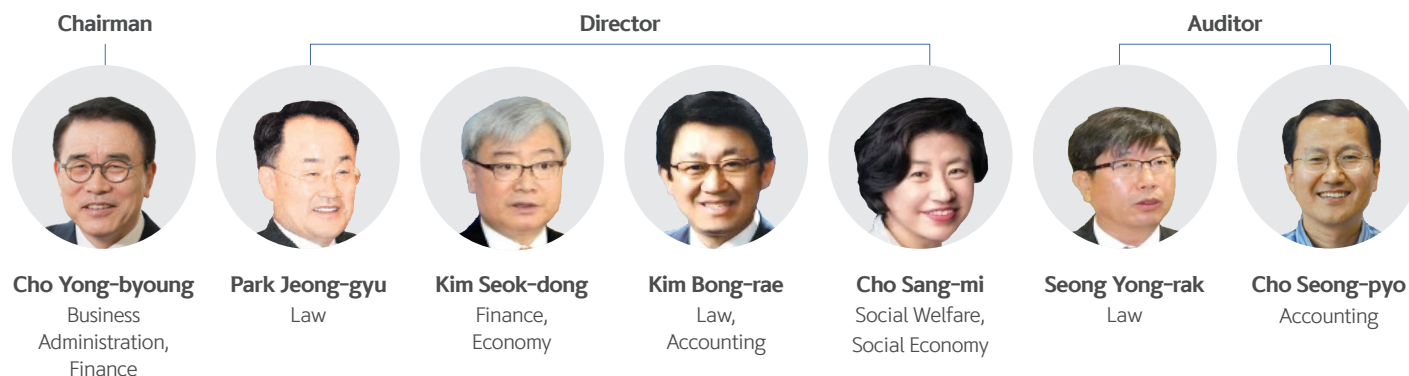 Chairman
Director
Auditor
Cho Yong-byoung
Business
Administration,
Finance
Park Jeong-gyu
Law
Kim Seok-dong
Finance,
Economy
Kim Bong-rae
Law,
Accounting
Cho Sang-mi
Social Welfare,
Social Economy
Seong Yong-rak
Law
Cho Seong-pyo
Accounting